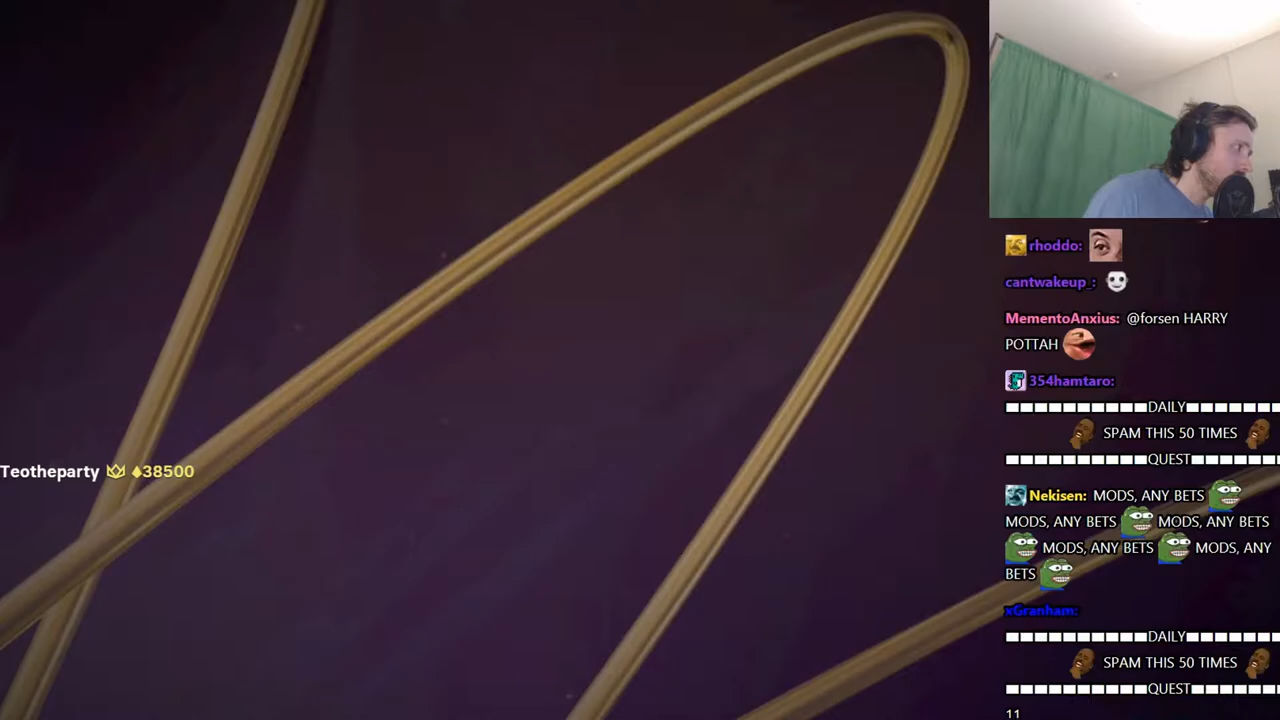 Teotheparty 38500
rhoddo:
cantwakeup_:
MementoAnxius: @forsen HARRY
POTTAH
354hamtaro:
DAILY
SPAM THIS 50 TIMES
QUEST
Nekisen: MODS, ANY BETS
MODS, ANY BETS MODS, ANY BETS
MODS, ANY BETS MODS, ANY
BETS
xGranham:
DAILY
SPAM THIS 50 TIMES
QUEST
11